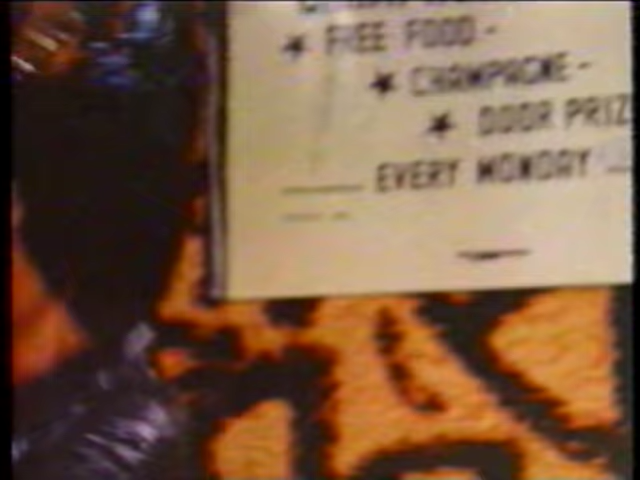 ★ FREE FOOD -
★ CHAMPAGNE -
★ DOOR PRIZ
EVERY MONDAY